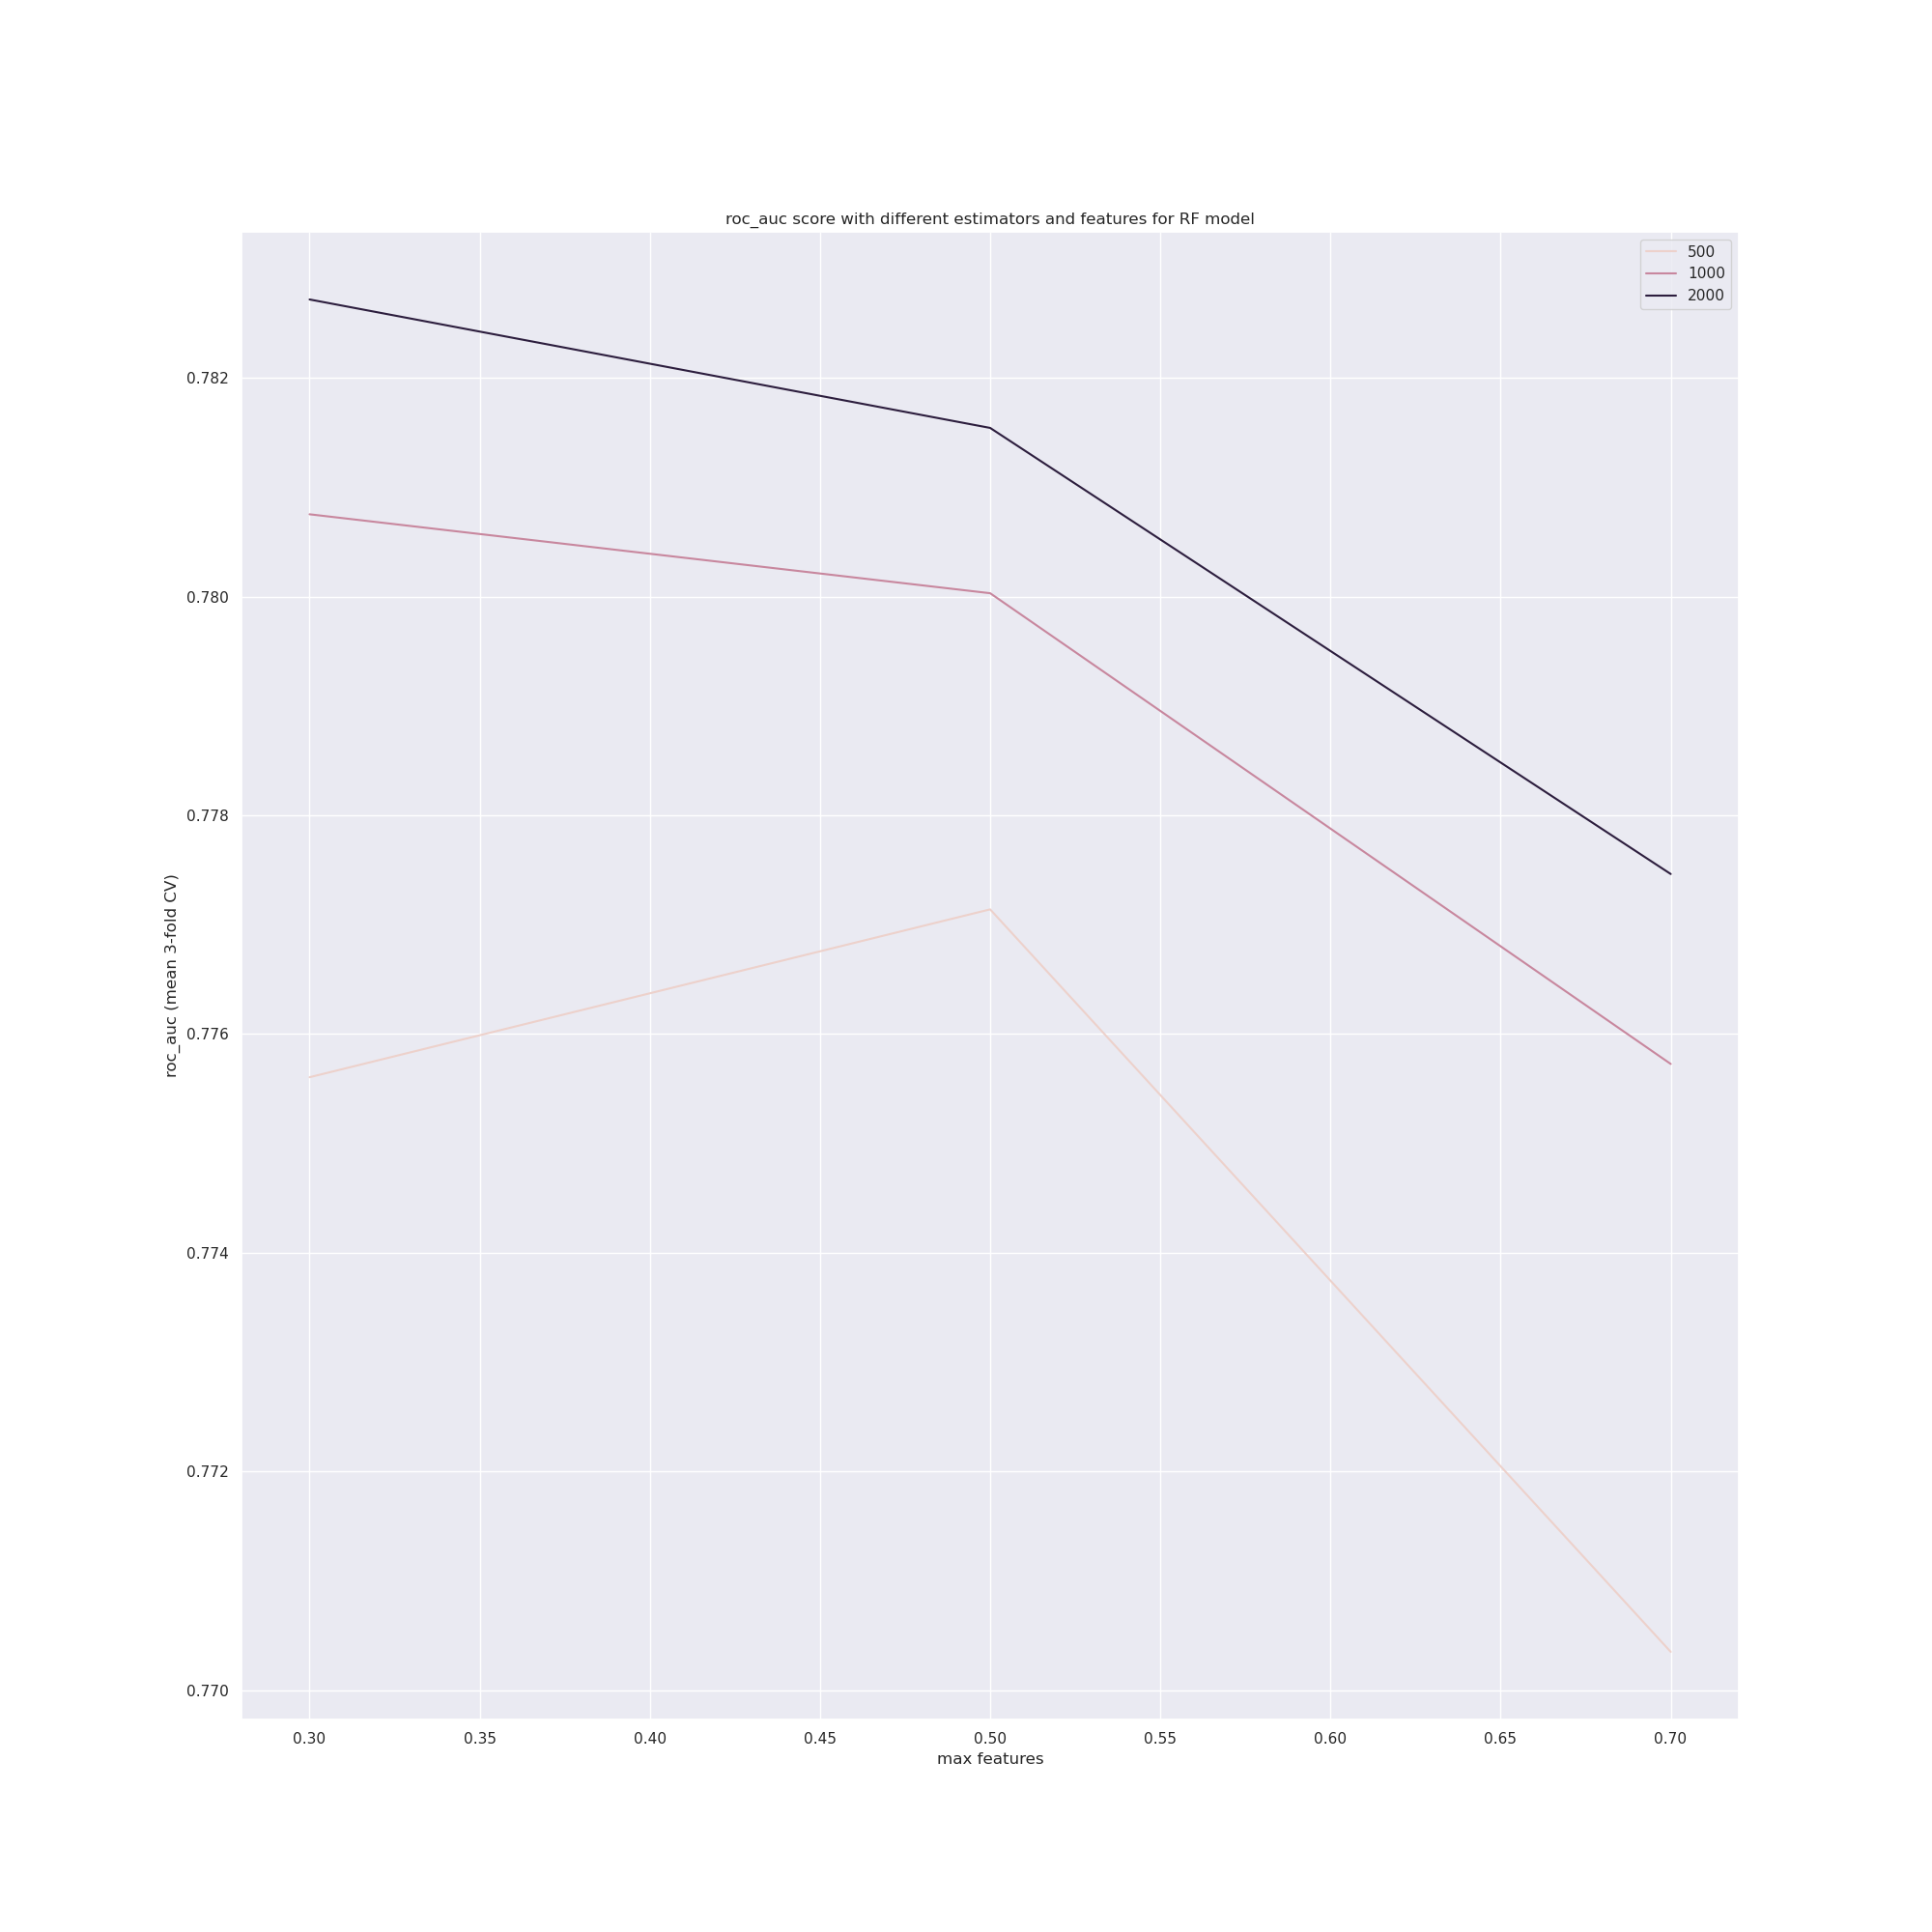 roc_auc score with different estimators and features for RF model
500
1000
2000
0.782
0.780
0.778
0.776
0.774
0.772
0.770
roc_auc (mean 3-fold CV)
0.30 0.35 0.40 0.45 0.50 0.55 0.60 0.65 0.70
max features